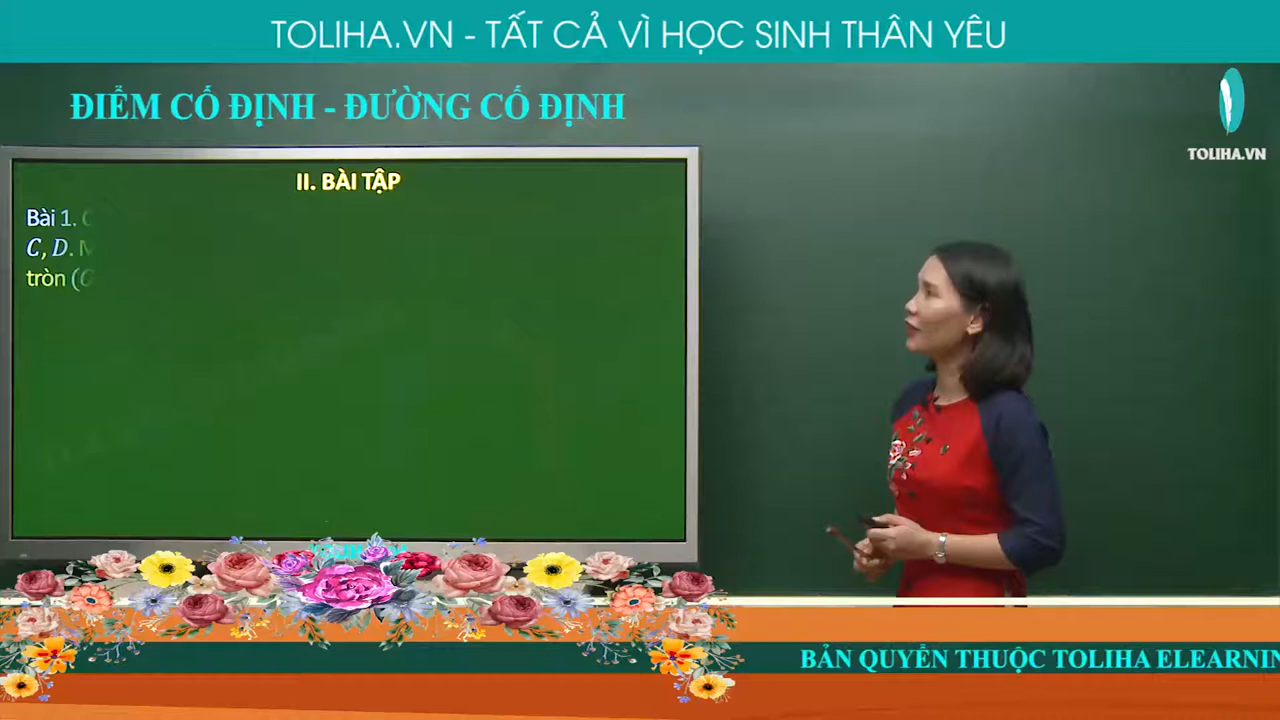 TOLIHA.VN - TẤT CẢ VÌ HỌC SINH THÂN YÊU
ĐIỂM CỐ ĐỊNH - ĐƯỜNG CỐ ĐỊNH
TOLIHA.VN
II. BÀI TẬP
Bài 1. C
C, D. M
tròn (O
BẢN QUYỀN THUỘC TOLIHA ELEARNIN